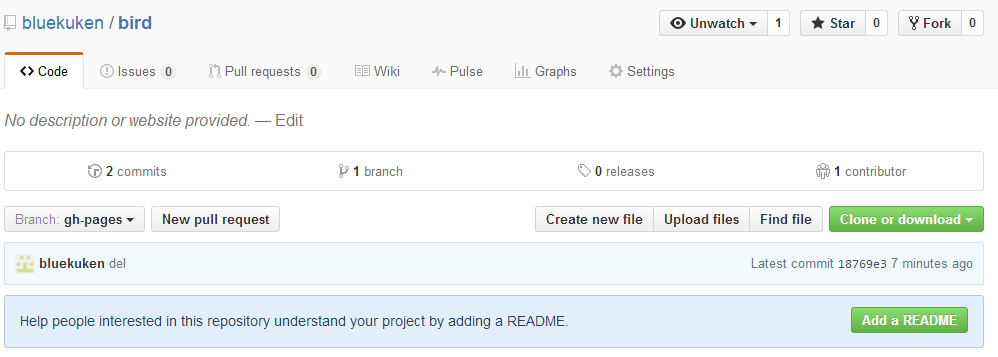 bluekuken / bird Unwatch 1 Star 0 Fork 0
Code Issues 0 Pull requests 0 Wiki Pulse Graphs Settings
No description or website provided. — Edit
2 commits 1 branch 0 releases 1 contributor
Branch: gh-pages New pull request Create new file Upload files Find file Clone or download
bluekuken del Latest commit 18769e3 7 minutes ago
Help people interested in this repository understand your project by adding a README. Add a README